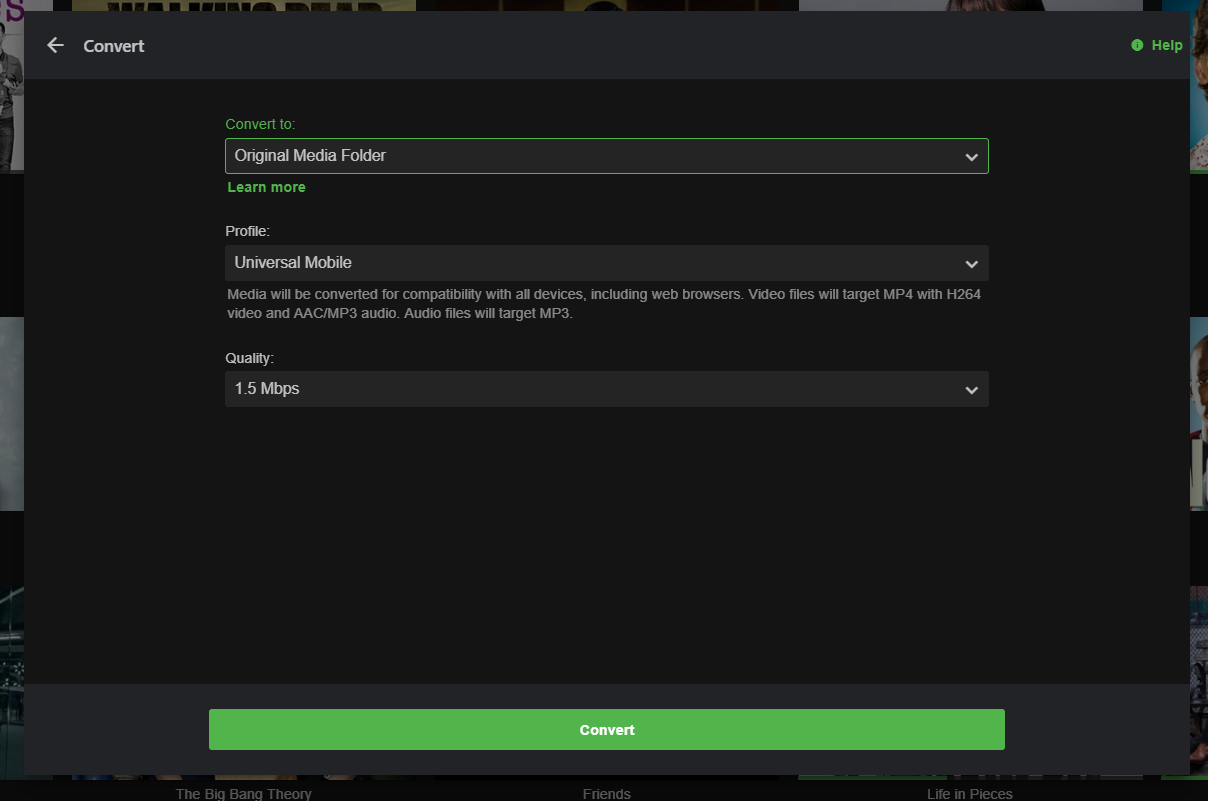 WALKING DEAD
Convert
Help
Convert to:
Original Media Folder
Learn more
Profile:
Universal Mobile
Media will be converted for compatibility with all devices, including web browsers. Video files will target MP4 with H264
video and AAC/MP3 audio. Audio files will target MP3.
Quality:
1.5 Mbps
Convert
The Big Bang Theory
Friends
Life in Pieces